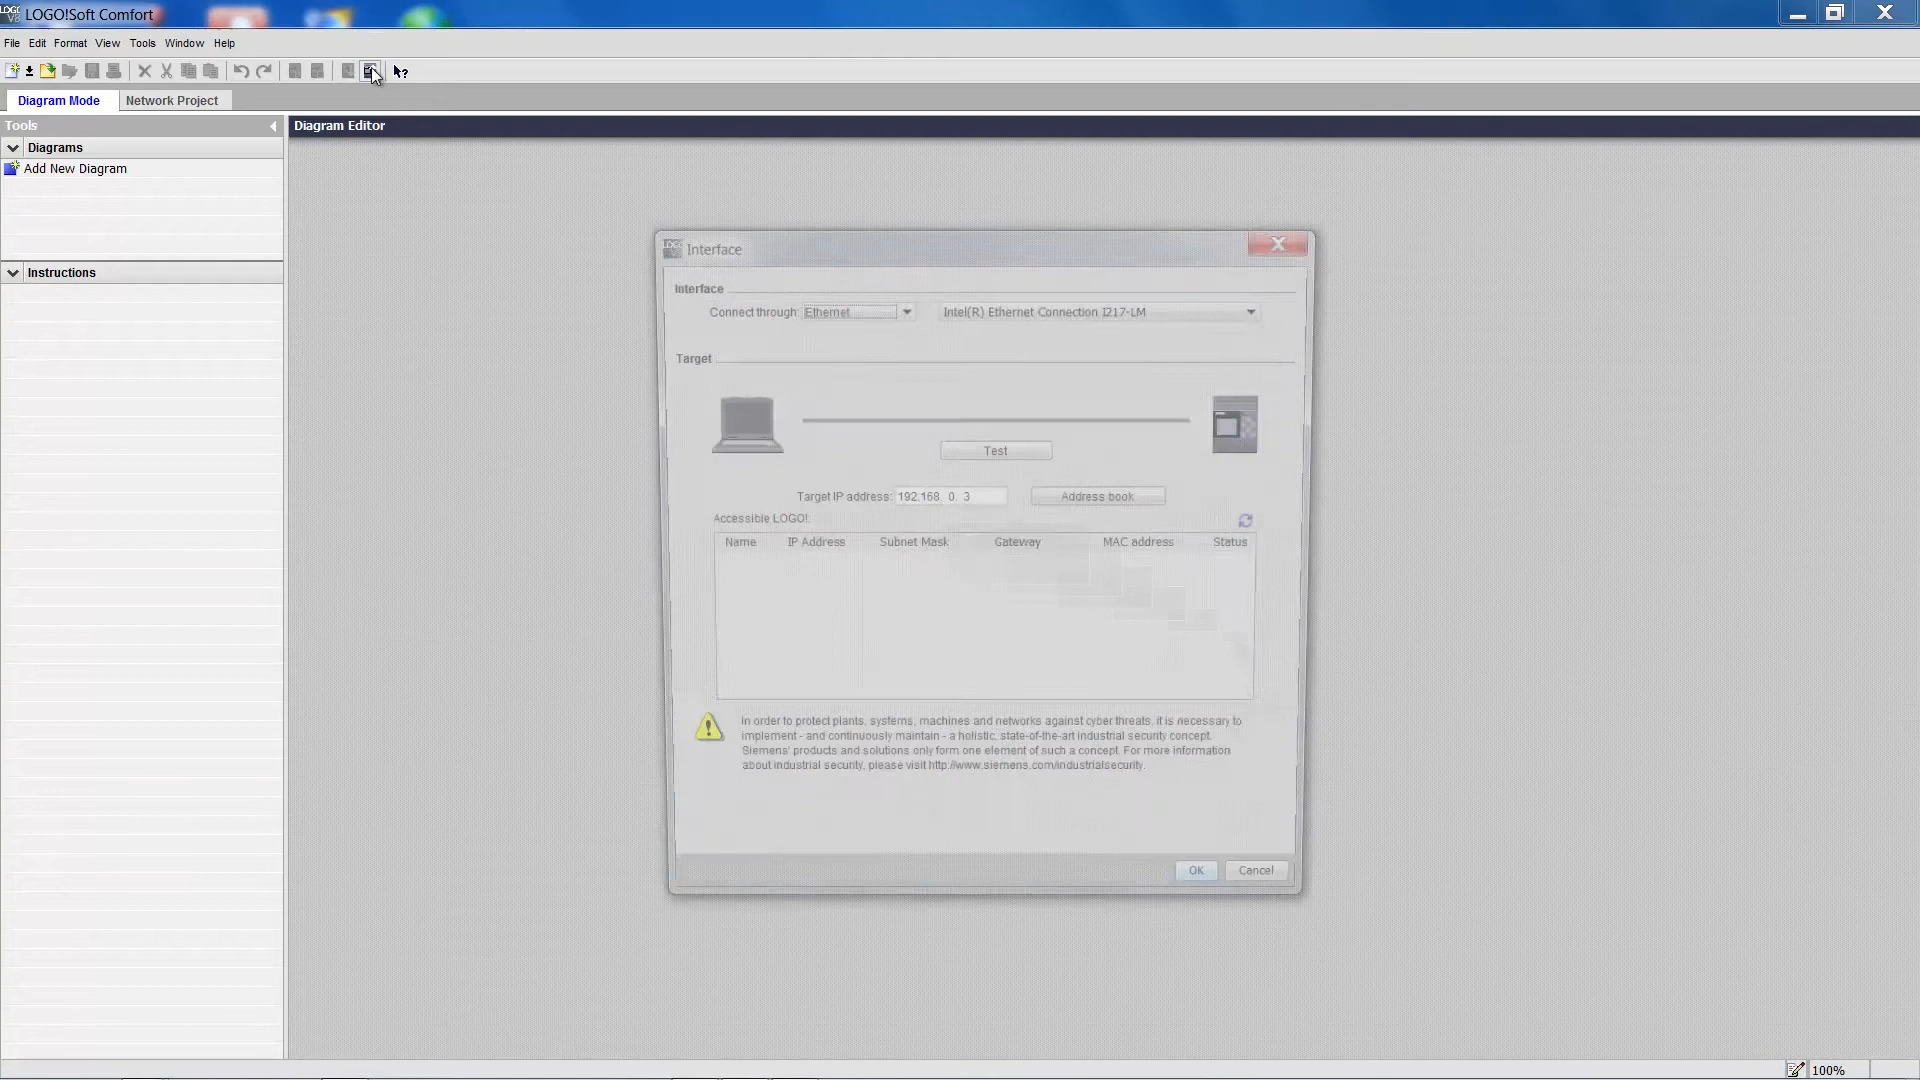 LOGO!Soft Comfort
File Edit Format View Tools Window Help
Diagram Mode Network Project
Tools
Diagram Editor
Diagrams
Add New Diagram
Instructions
Interface
Interface
Connect through: Ethernet Intel(R) Ethernet Connection I217-LM
Target
Test
Target IP address: 192.168. 0. 3 Address book
Accessible LOGO!:
Name IP Address Subnet Mask Gateway MAC address Status
In order to protect plants, systems, machines and networks against cyber threats, it is necessary to
implement - and continuously maintain - a holistic, state-of-the-art industrial security concept.
Siemens' products and solutions only form one element of such a concept. For more information
about industrial security, please visit http://www.siemens.com/industrialsecurity.
OK Cancel
100%